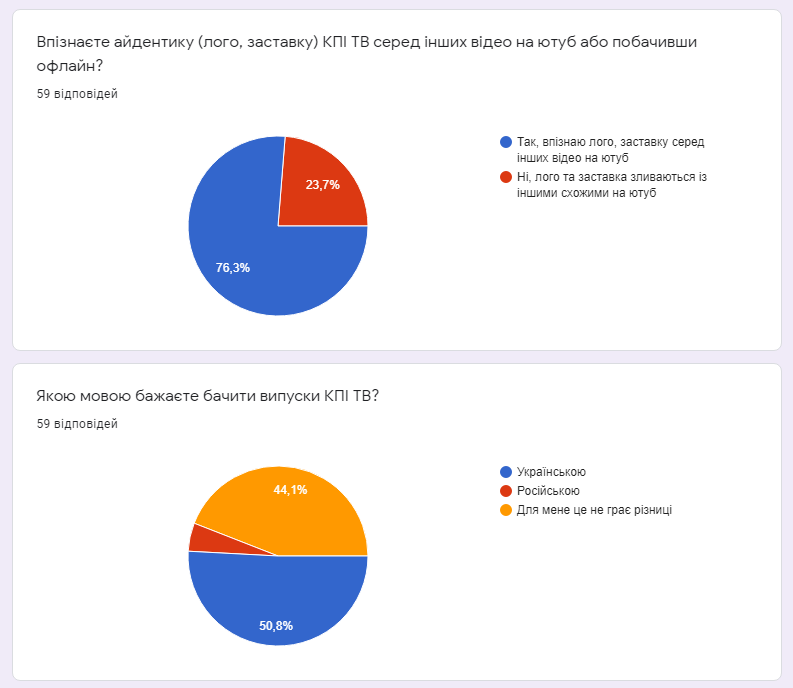 Впізнаєте айдентику (лого, заставку) КПІ ТВ серед інших відео на ютуб або побачивши
офлайн?
59 відповідей
Так, впізнаю лого, заставку серед
інших відео на ютуб
Ні, лого та заставка зливаються із
іншими схожими на ютуб
23,7%
76,3%
Якою мовою бажаєте бачити випуски КПІ ТВ?
59 відповідей
Українською
Російською
Для мене це не грає різниці
44,1%
50,8%